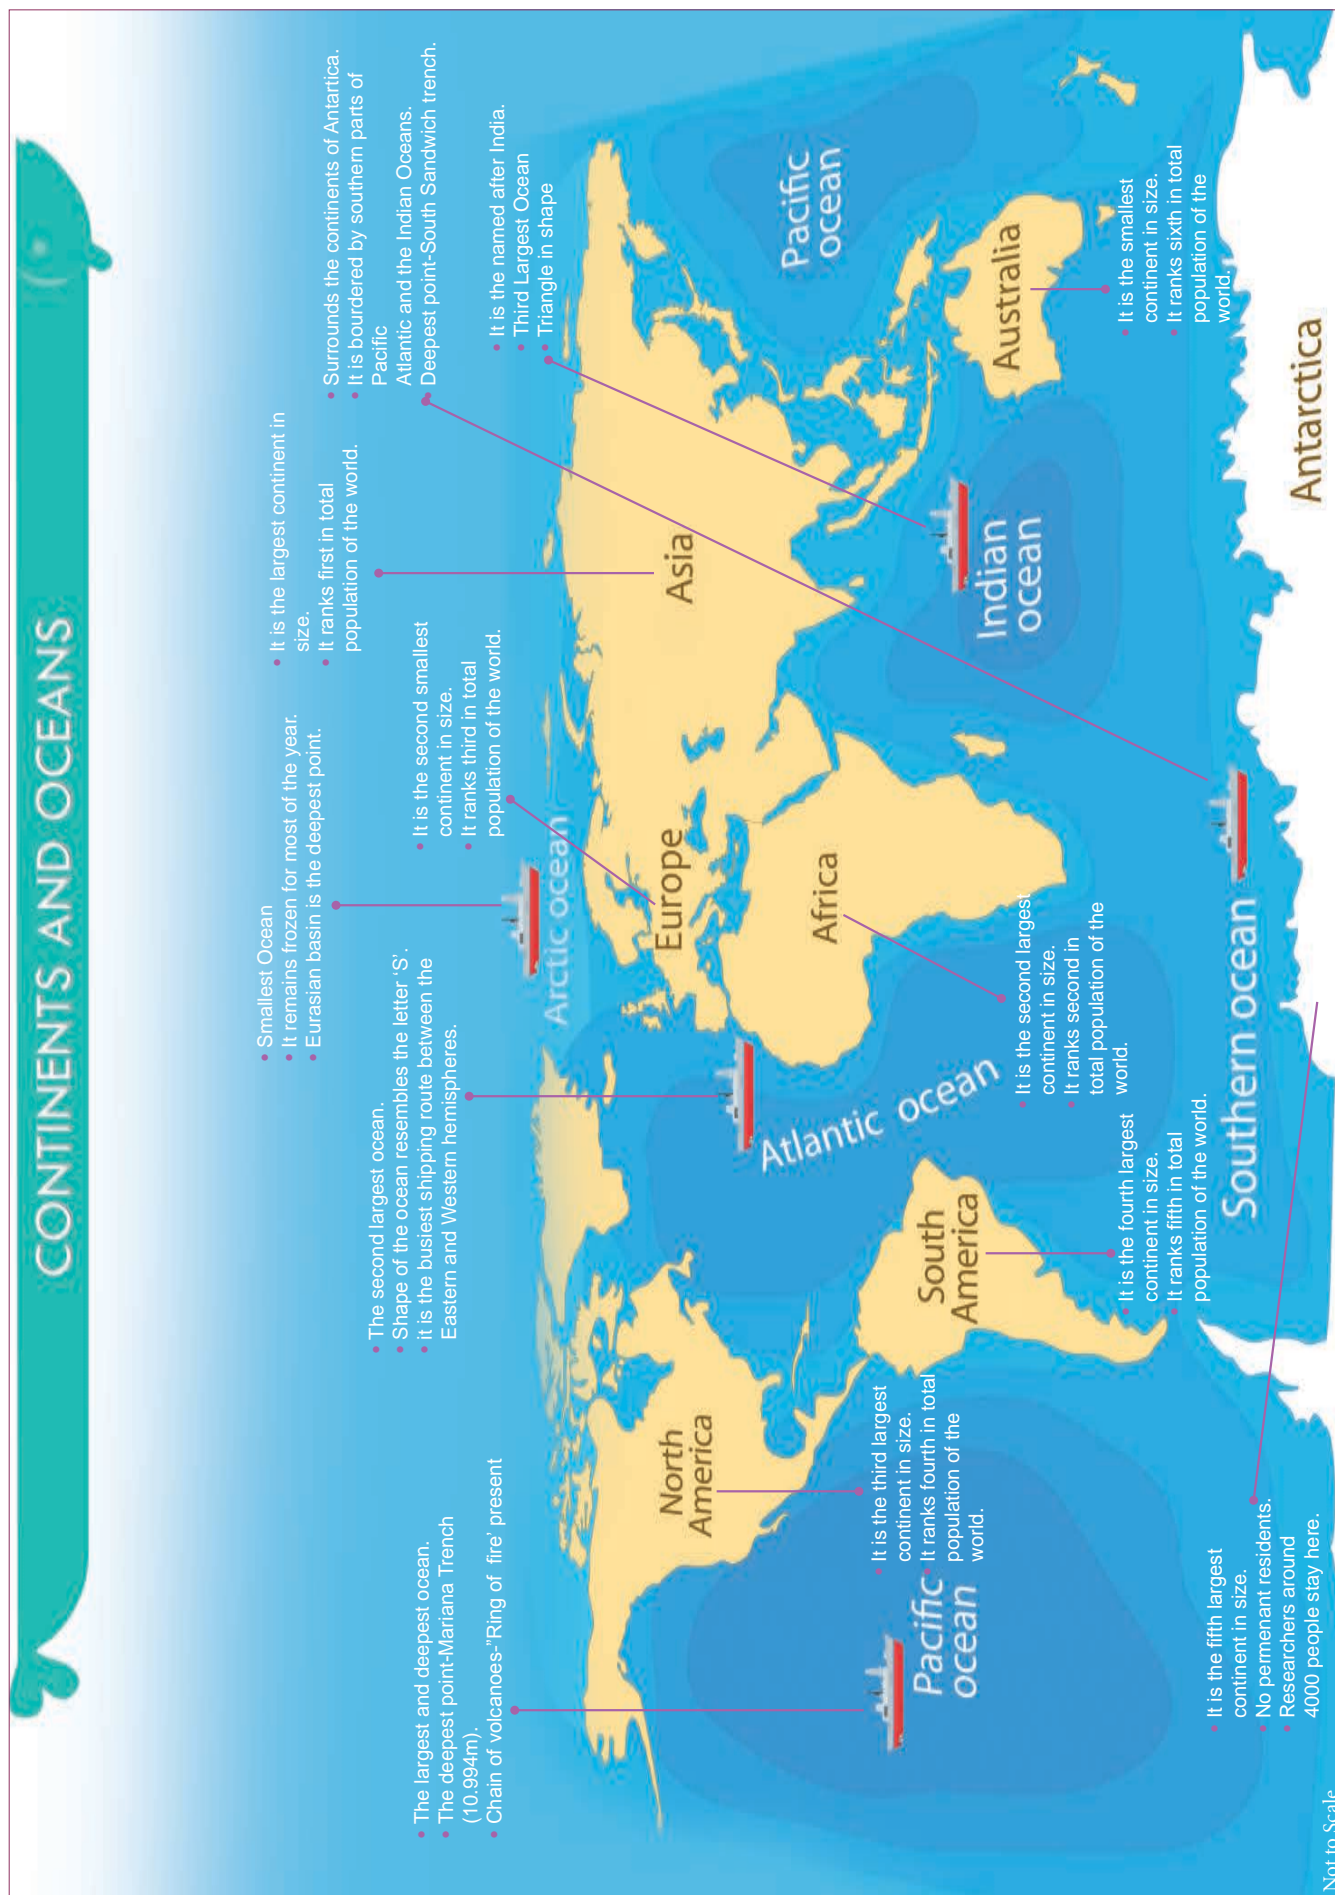 CONTINENTS AND OCEANS
• Smallest Ocean
• It remains frozen for most of the year.
• Eurasian basin is the deepest point.
• It is the largest continent in
size.
• It ranks first in total
population of the world.
• Surrounds the continents of Antartica.
• It is bourdered by southern parts of
Pacific
Atlantic and the Indian Oceans.
• Deepest point-South Sandwich trench.
• The second largest ocean.
• Shape of the ocean resembles the letter 'S'.
• it is the busiest shipping route between the
Eastern and Western hemispheres.
• The largest and deepest ocean.
• The deepest point-Mariana Trench
(10.994m).
• Chain of volcanoes-"Ring of fire' present
• It is the second smallest
continent in size.
• It ranks third in total
population of the world.
• It is the named after India.
• Third Largest Ocean
• Triangle in shape
Arctic ocean
North
America
Europe
Asia
Pacific
ocean
Atlantic ocean
Africa
• It is the third largest
continent in size.
• It ranks fourth in total
population of the
world.
Pacific
ocean
South
America
Indian
ocean
Australia
• It is the second largest
continent in size.
• It ranks second in
total population of the
world.
• It is the fourth largest
continent in size.
• It ranks fifth in total
population of the world.
• It is the smallest
continent in size.
• It ranks sixth in total
population of the
world.
• It is the fifth largest
continent in size.
• No permenant residents.
• Researchers around
4000 people stay here.
Southern ocean
Antarctica
Not to Scale